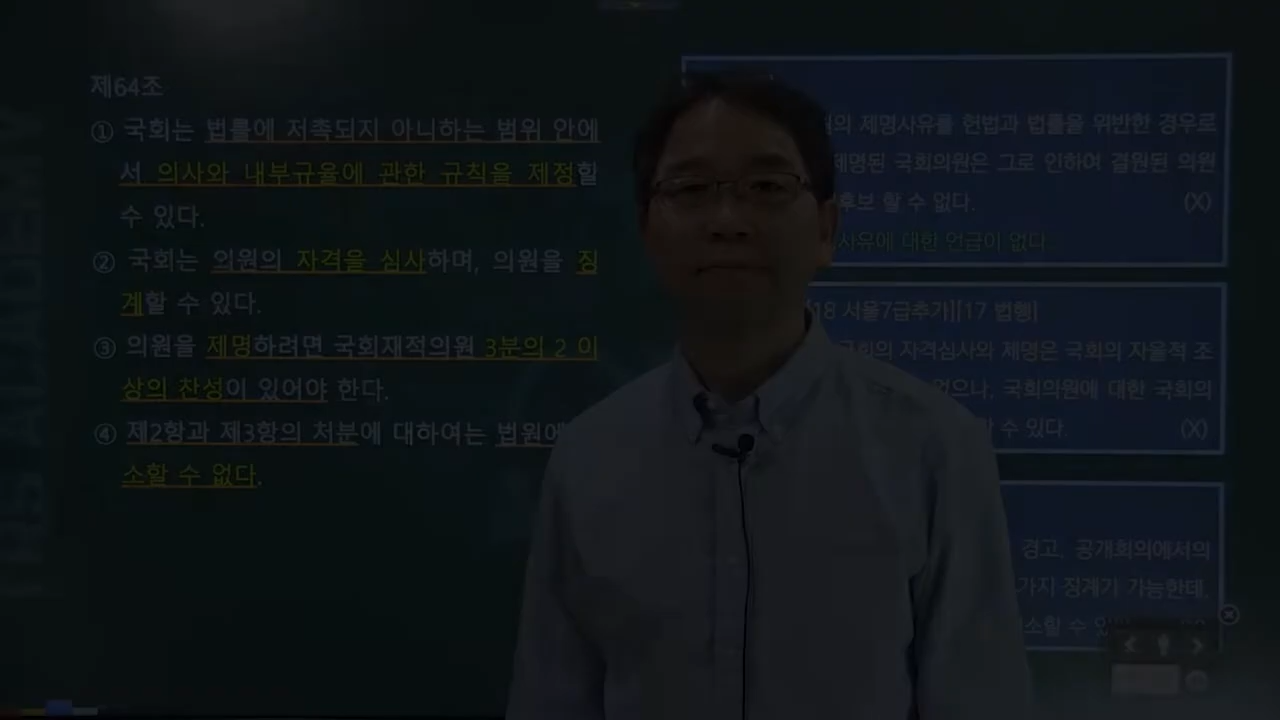 제64조
① 국회는 법률에 저촉되지 아니하는 범위 안에
서 의사와 내부규율에 관한 규칙을 제정할
수 있다.
② 국회는 의원의 자격을 심사하며, 의원을 징
계할 수 있다.
③ 의원을 제명하려면 국회재적의원 3분의 2 이
상의 찬성이 있어야 한다.
④ 제2항과 제3항의 처분에 대하여는 법원에
소할 수 없다.
제명사유를 헌법과 법률을 위반한 경우로
제명된 국회의원은 그로 인하여 결원된 의원
후보 할 수 없다. (X)
사유에 대한 언급이 없다.
[18 서울7급추가][17 법행]
국회의 자격심사와 제명은 국회의 자율적 조
없으나, 국회의원에 대한 국회의
수 있다. (X)
경고, 공개회의에서의
가지 징계가 가능한데,
소할 수